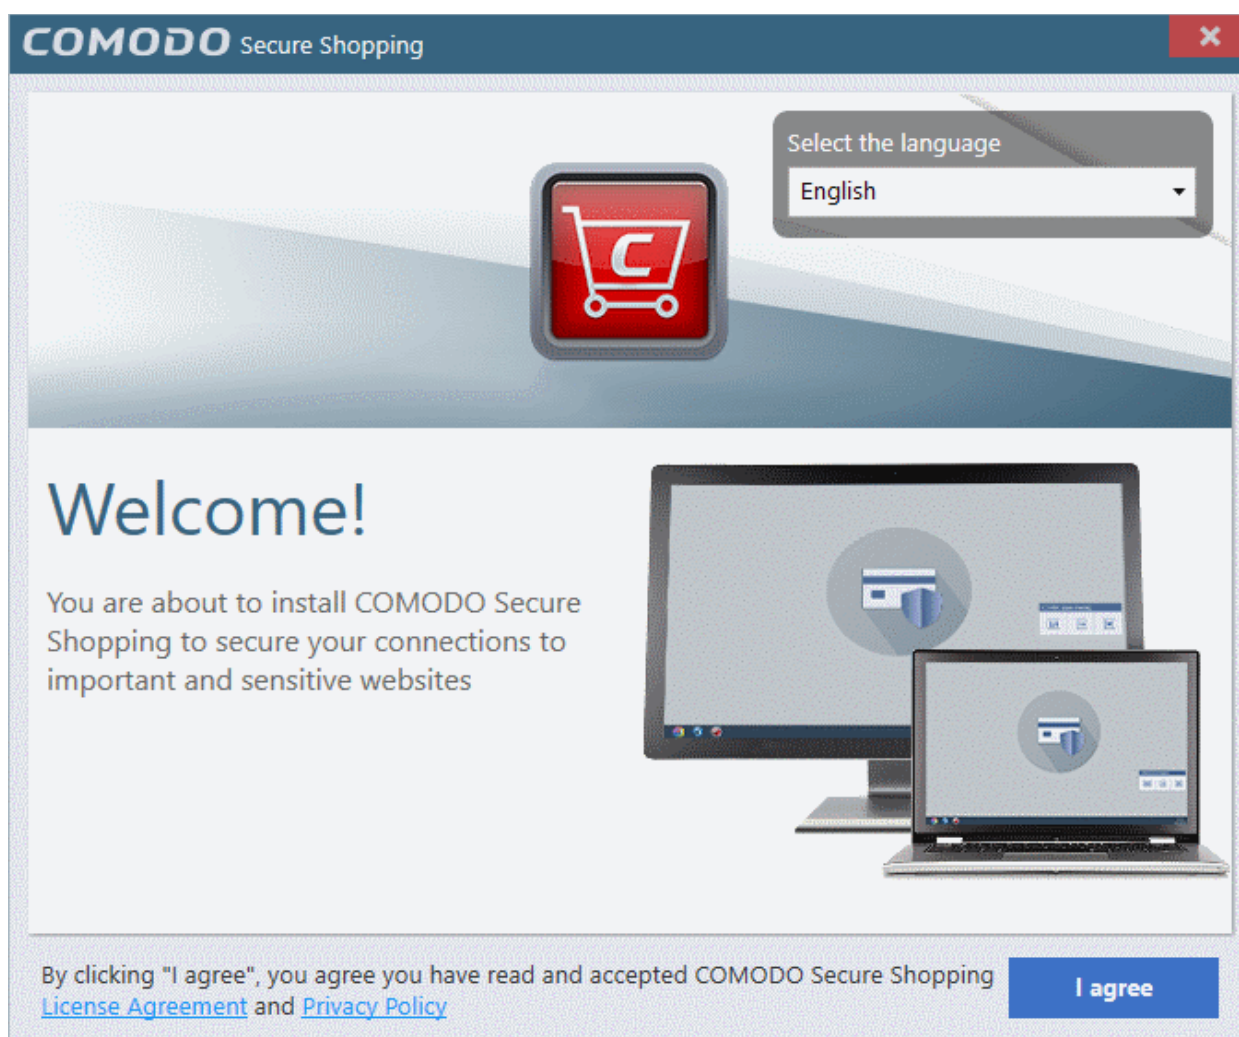 COMODO Secure Shopping
Select the language
English
C
Welcome!
You are about to install COMODO Secure
Shopping to secure your connections to
important and sensitive websites
By clicking "I agree", you agree you have read and accepted COMODO Secure Shopping
License Agreement and Privacy Policy
I agree